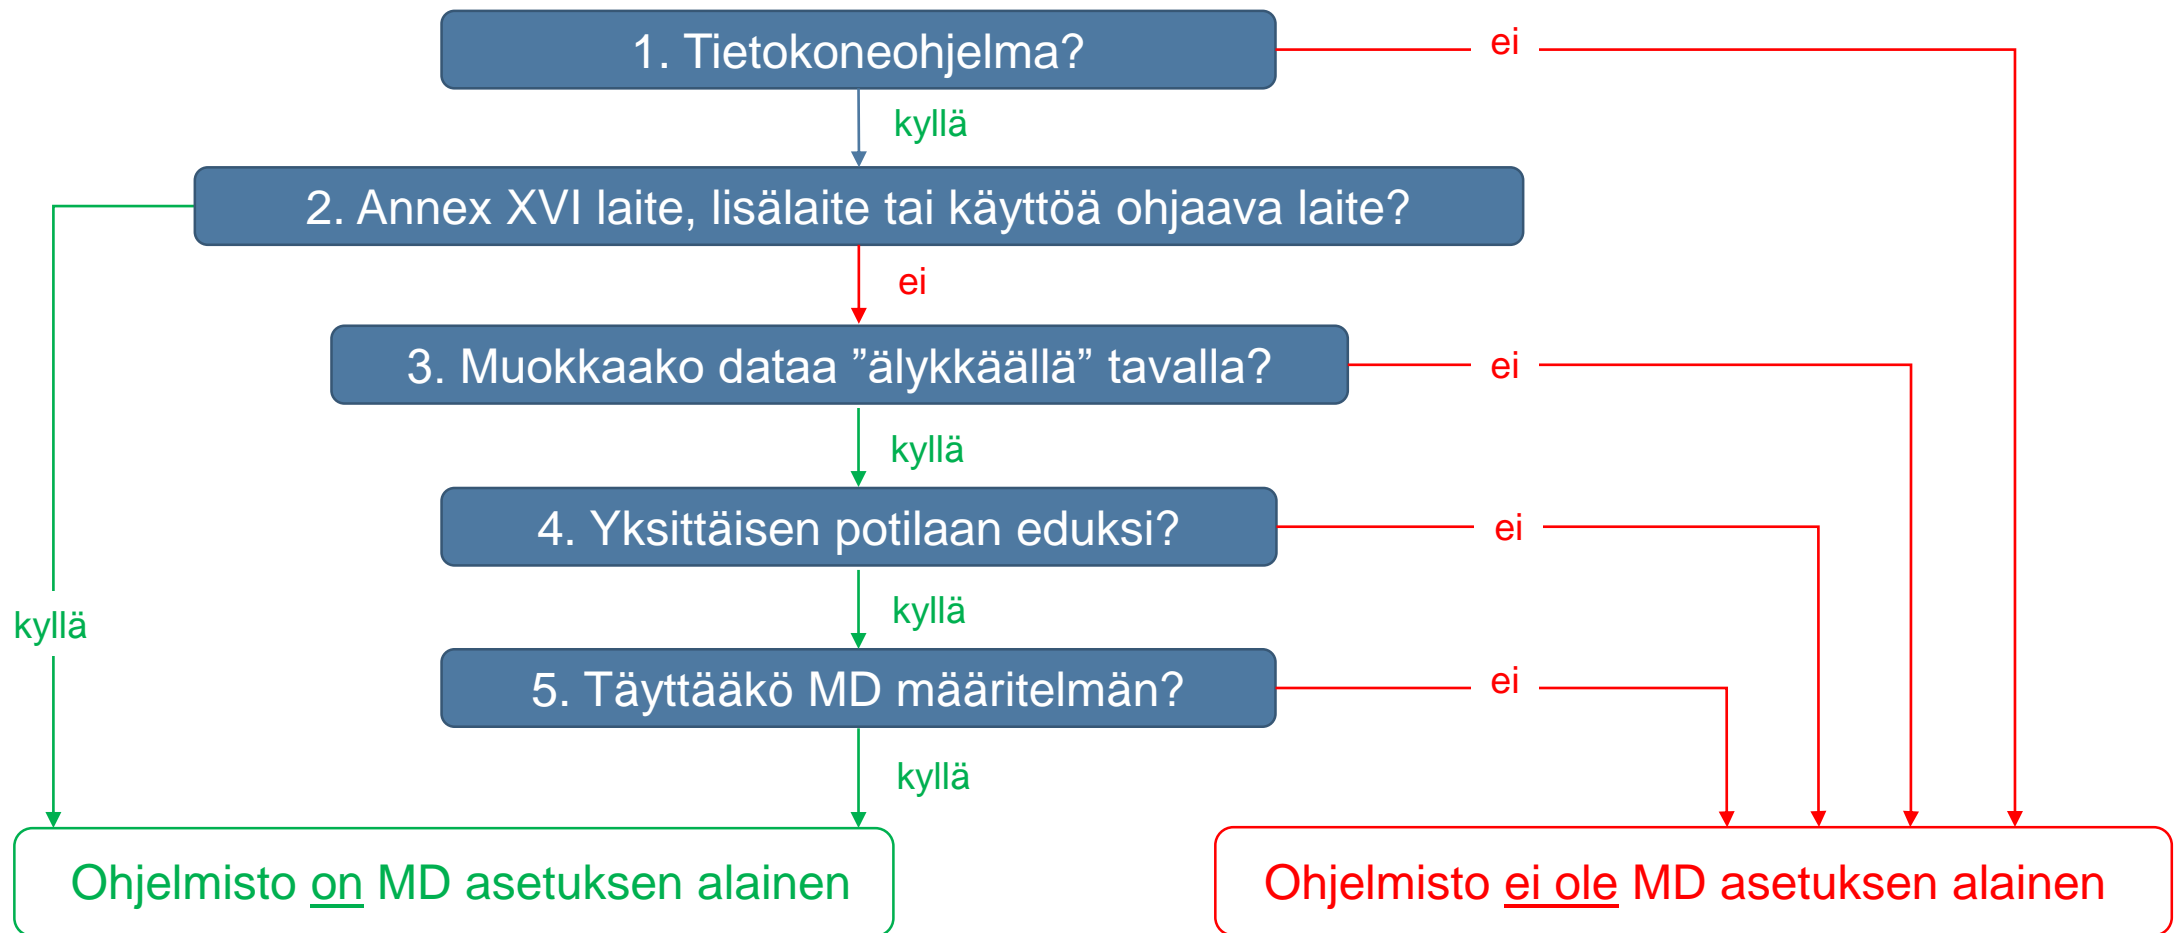 1. Tietokoneohjelma?
ei
kyllä
2. Annex XVI laite, lisälaite tai käyttöä ohjaava laite?
ei
3. Muokkaako dataa ”älykkäällä” tavalla?
ei
kyllä
4. Yksittäisen potilaan eduksi?
ei
kyllä
kyllä
5. Täyttääkö MD määritelmän?
ei
kyllä
Ohjelmisto on MD asetuksen alainen
Ohjelmisto ei ole MD asetuksen alainen